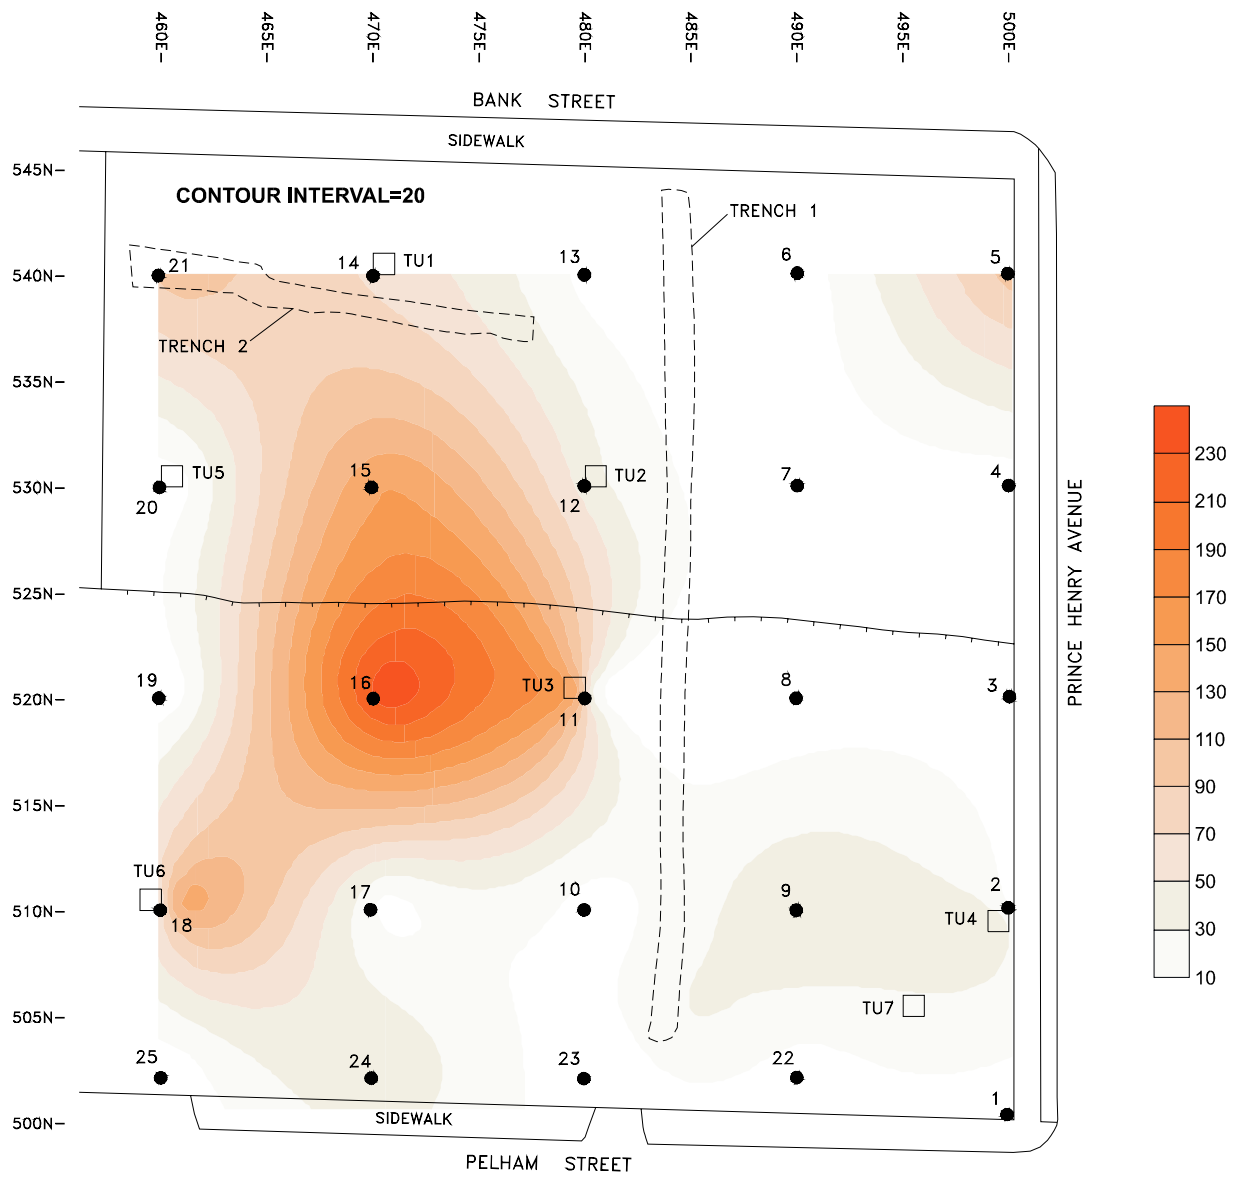 460E-
465E-
470E-
475E-
480E-
485E-
490E-
495E-
500E-
BANK STREET
SIDEWALK
545N-
CONTOUR INTERVAL=20
TRENCH 1
540N-
21
14
TU1
13
6
5
TRENCH 2
535N-
TU5
15
TU2
7
4
530N-
20
12
PRINCE HENRY AVENUE
525N-
19
16
TU3
8
3
520N-
11
515N-
TU6
17
10
9
2
510N-
18
TU4
TU7
505N-
25
24
23
22
1
500N-
SIDEWALK
PELHAM STREET
230
210
190
170
150
130
110
90
70
50
30
10